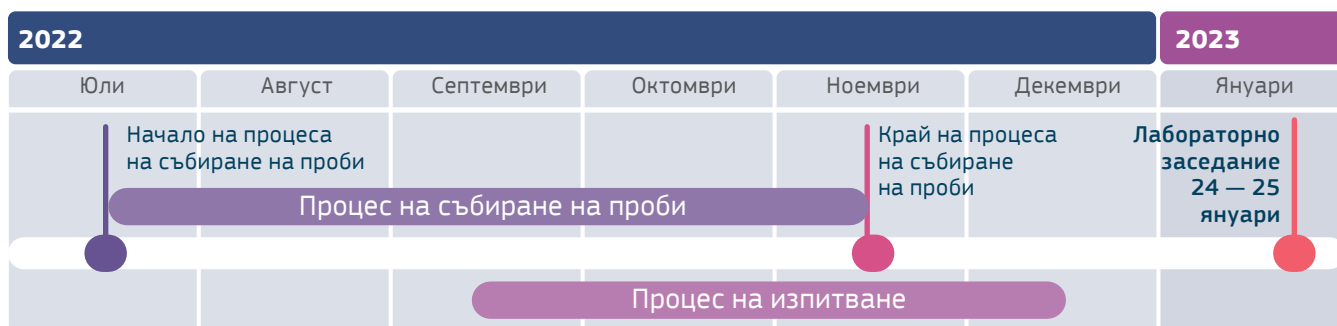 2022
2023
Юли
Август
Септември
Октомври
Ноември
Декември
Януари
Начало на процеса
на събиране на проби
Край на процеса
на събиране
на проби
Лабораторно
заседание
24 — 25
януари
Процес на събиране на проби
Процес на изпитване